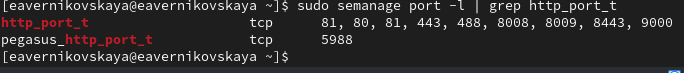 [eavernikovskaya@eavernikovskaya ~]$ sudo semanage port -l | grep http_port_t
http_port_t tcp 81, 80, 81, 443, 488, 8008, 8009, 8443, 9000
pegasus_http_port_t tcp 5988
[eavernikovskaya@eavernikovskaya ~]$